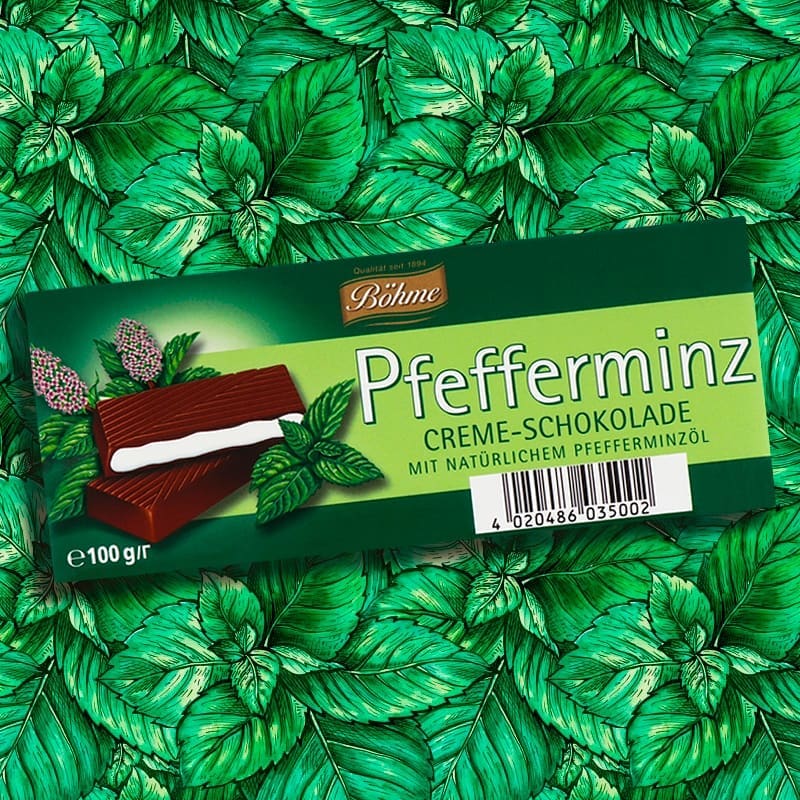 Qualität seit 1894
Böhme
Pfefferminz
CREME-SCHOKOLADE
MIT NATÜRLICHEM PFEFFERMINZÖL
4 020486 035002
℮100 g/г